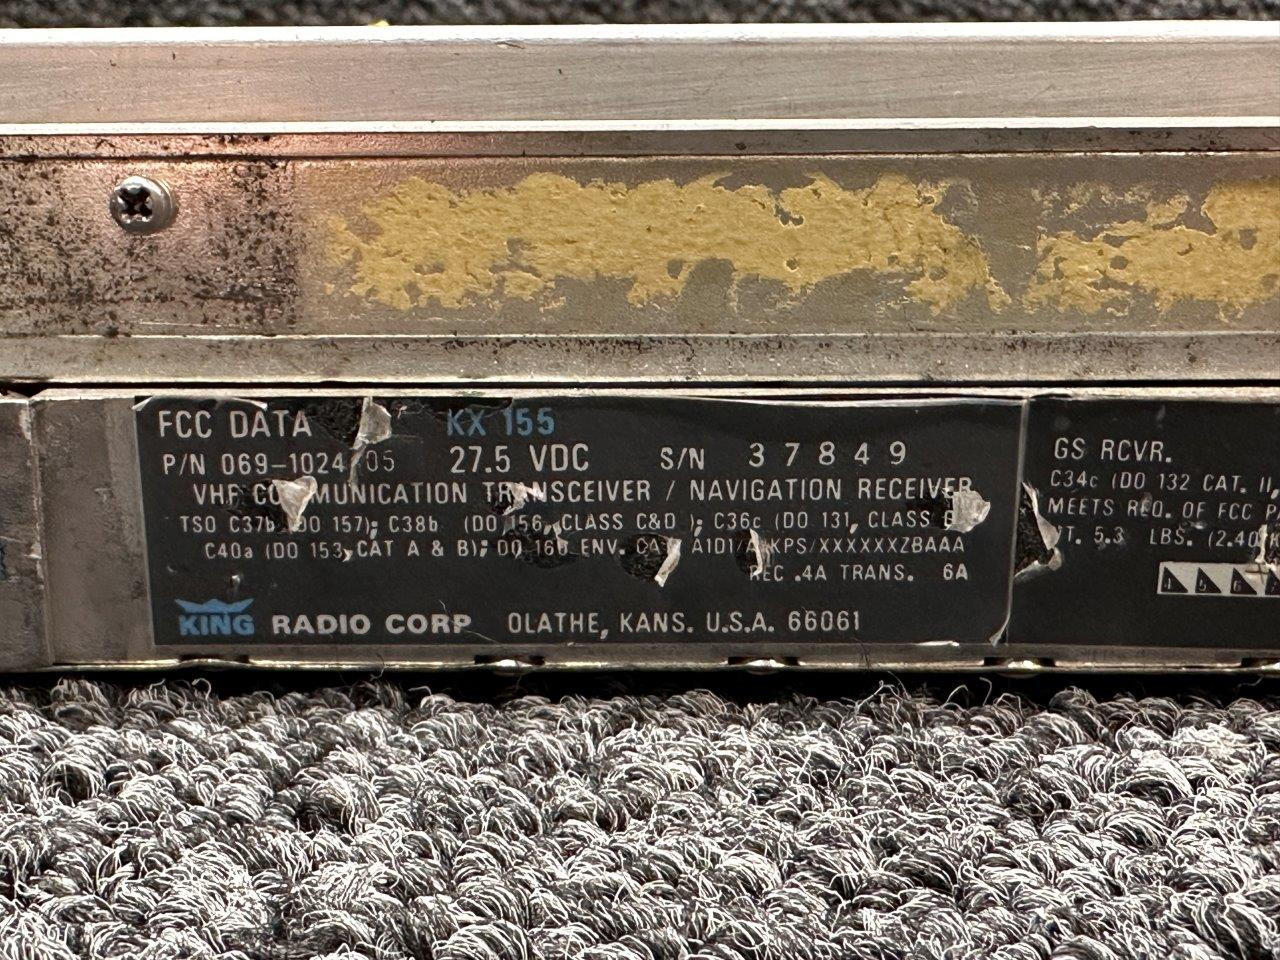 FCC DATA KX 155
P/N 069-1024 05 27.5 VDC S/N 37849
VHF COMMUNICATION TRANSCEIVER / NAVIGATION RECEIVER
TSO C37b (DO 157); C38b (DO 156, CLASS C&D ); C36c (DO 131, CLASS
C40a (DO 153, CAT A & B); DO 160 ENV. CAT A1D1/A KPS/XXXXXXZBAAA
REC .4A TRANS. 6A
KING RADIO CORP OLATHE, KANS. U.S.A. 66061
GS RCVR.
C34c (DO 132 CAT. II,
MEETS REQ. OF FCC P
WT. 5.3 LBS. (2.40 K
4 5 6